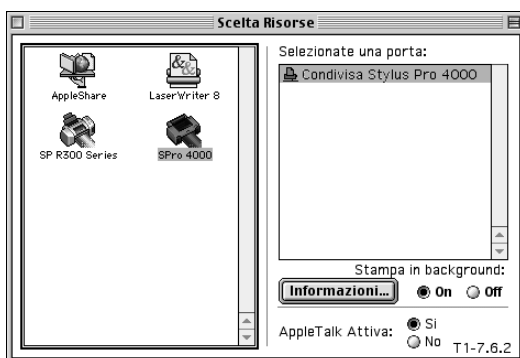 Scelta Risorse
AppleShare
LaserWriter 8
SP R300 Series
SPro 4000
Selezionate una porta:
Condivisa Stylus Pro 4000
Stampa in background:
Informazioni...
On
Off
AppleTalk Attiva:
Si
No
T1-7.6.2